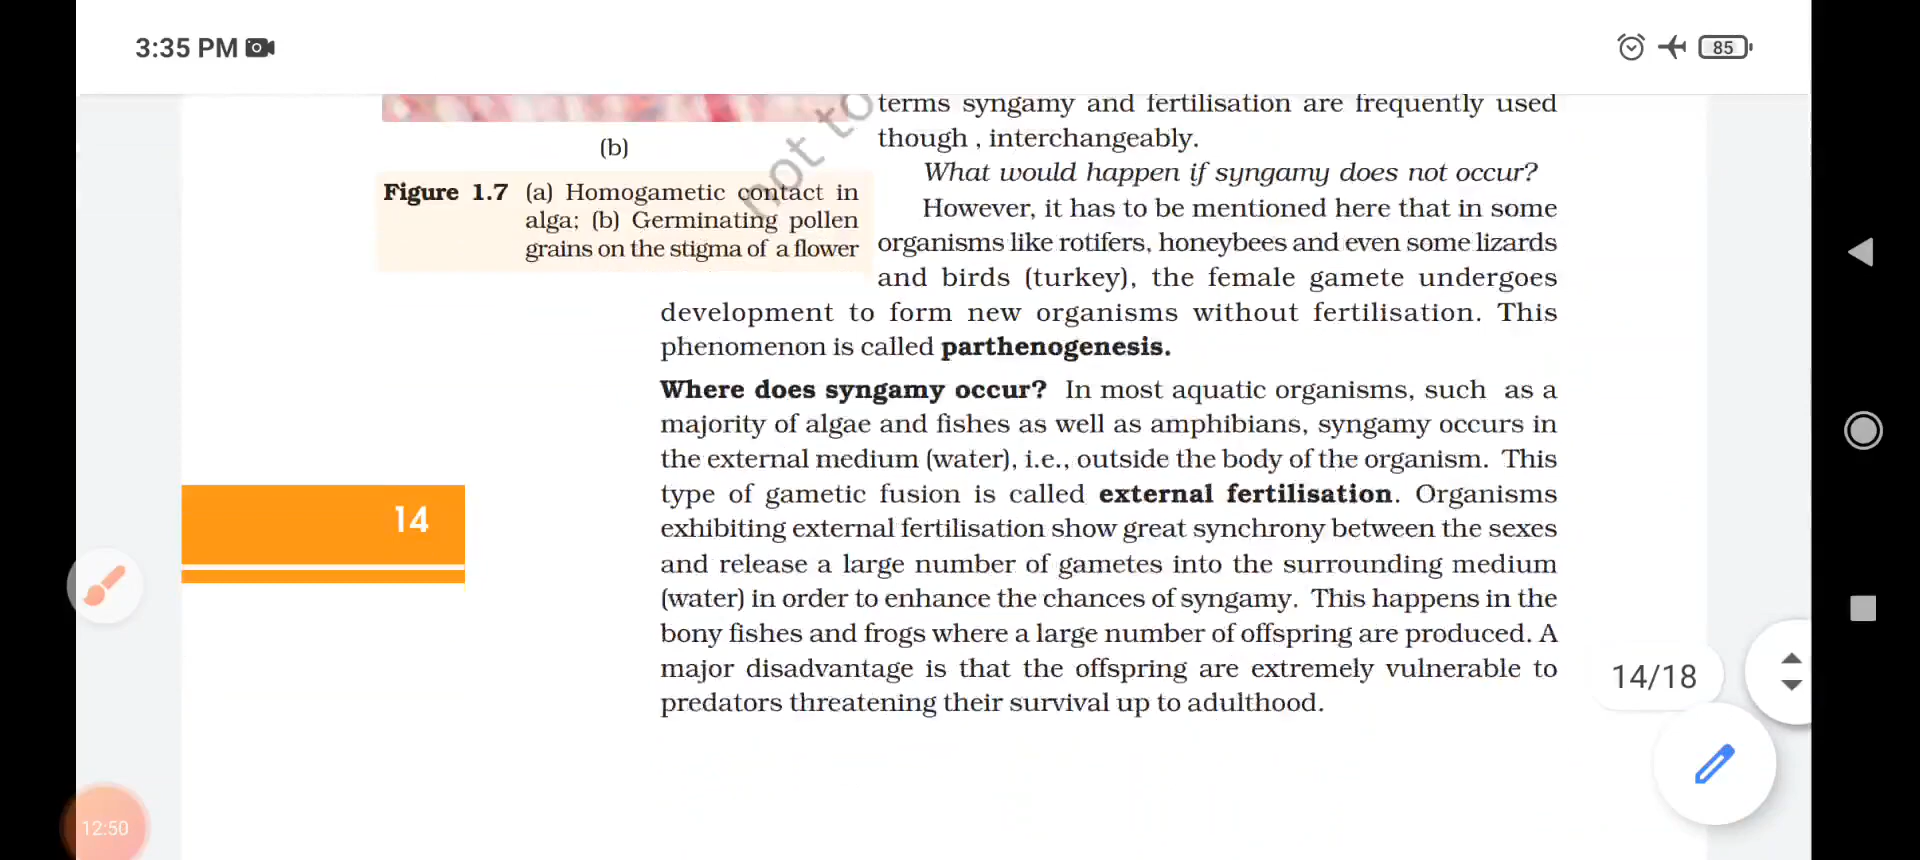 3:35 PM
85
not to
terms syngamy and fertilisation are frequently used
though , interchangeably.
(b)
What would happen if syngamy does not occur?
Figure 1.7 (a) Homogametic contact in
alga; (b) Germinating pollen
grains on the stigma of a flower
However, it has to be mentioned here that in some
organisms like rotifers, honeybees and even some lizards
and birds (turkey), the female gamete undergoes
development to form new organisms without fertilisation. This
phenomenon is called parthenogesis.
Where does syngamy occur? In most aquatic organisms, such as a
majority of algae and fishes as well as amphibians, syngamy occurs in
the external medium (water), i.e., outside the body of the organism. This
type of gametic fusion is called external fertilisation. Organisms
exhibiting external fertilisation show great synchrony between the sexes
and release a large number of gametes into the surrounding medium
(water) in order to enhance the chances of syngamy. This happens in the
bony fishes and frogs where a large number of offspring are produced. A
major disadvantage is that the offspring are extremely vulnerable to
predators threatening their survival up to adulthood.
14
14/18
12:50